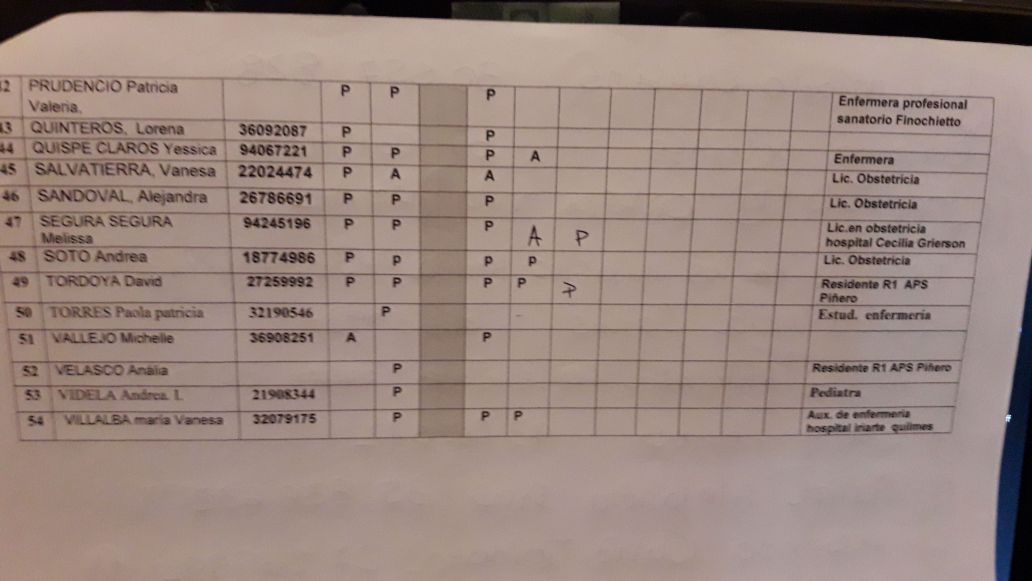 42 PRUDENCIO Patricia Valeria, P P P Enfermera profesional sanatorio Finochietto
43 QUINTEROS, Lorena 36092087 P P
44 QUISPE CLAROS Yessica 94067221 P P P A Enfermera
45 SALVATIERRA, Vanesa 22024474 P A A Lic. Obstetricia
46 SANDOVAL, Alejandra 26786691 P P P Lic. Obstetricia
47 SEGURA SEGURA Melissa 94245196 P P P A P Lic.en obstetricia hospital Cecilia Grierson
48 SOTO Andrea 18774986 P p p p Lic. Obstetricia
49 TORDOYA David 27259992 P P P P P Residente R1 APS Piñero
50 TORRES Paola patricia 32190546 P Estud. enfermeria
51 VALLEJO Michelle 36908251 A P
52 VELASCO Analia P Residente R1 APS Piñero
53 VIDELA Andrea. I. 21908344 P Pediatra
54 VILLALBA maria Vanesa 32079175 P P P Aux. de enfermeria hospital iriarte quilmes